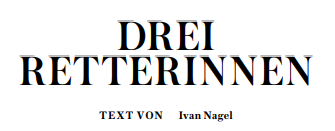 DREI
RETTERINNEN
TEXT VON Ivan Nagel